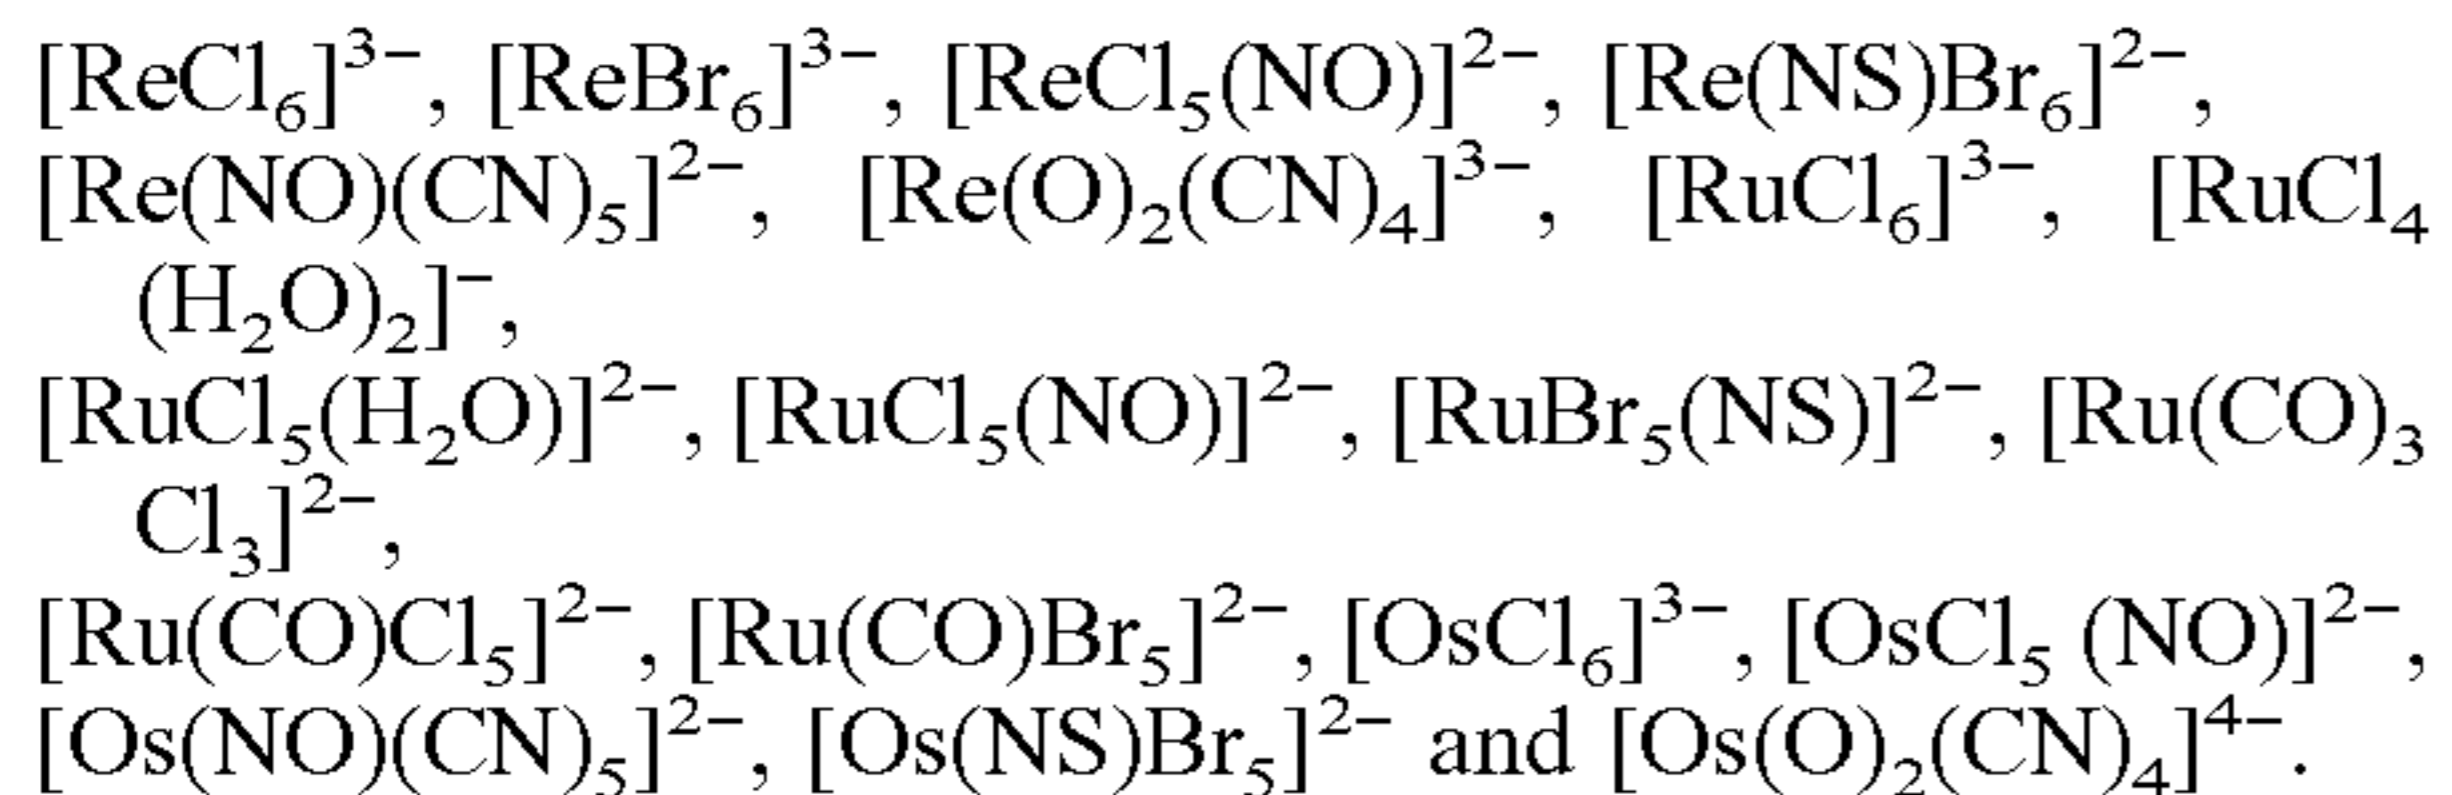 [ReCl₆]³⁻, [ReBr₆]³⁻, [ReCl₅(NO)]²⁻, [Re(NS)Br₆]²⁻,
[Re(NO)(CN)₅]²⁻, [Re(O)₂(CN)₄]³⁻, [RuCl₆]³⁻, [RuCl₄
(H₂O)₂]⁻,
[RuCl₅(H₂O)]²⁻, [RuCl₅(NO)]²⁻, [RuBr₅(NS)]²⁻, [Ru(CO)₃
Cl₃]²⁻,
[Ru(CO)Cl₅]²⁻, [Ru(CO)Br₅]²⁻, [OsCl₆]³⁻, [OsCl₅ (NO)]²⁻,
[Os(NO)(CN)₅]²⁻, [Os(NS)Br₅]²⁻ and [Os(O)₂(CN)₄]⁴⁻.